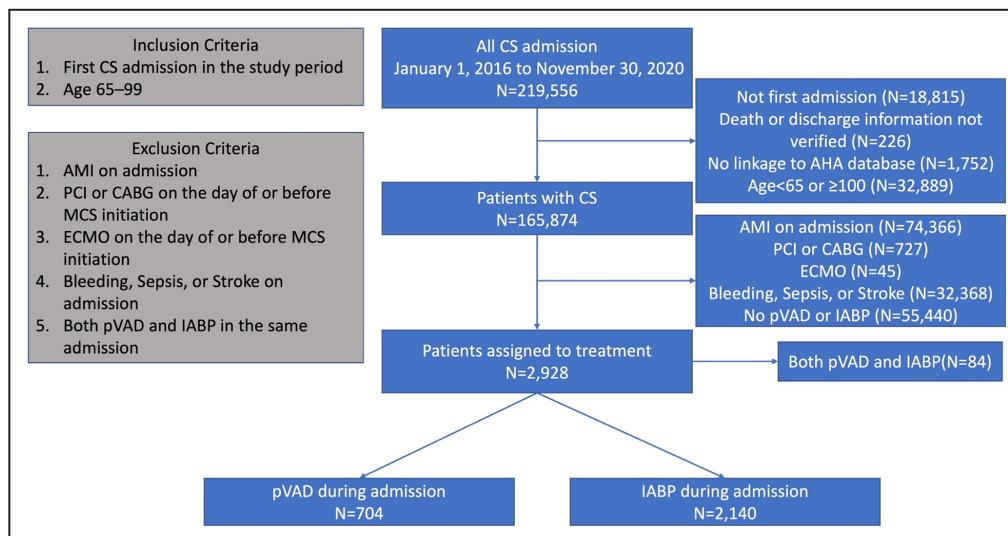 Inclusion Criteria
1. First CS admission in the study period
2. Age 65–99
Exclusion Criteria
1. AMI on admission
2. PCI or CABG on the day of or before
MCS initiation
3. ECMO on the day of or before MCS
initiation
4. Bleeding, Sepsis, or Stroke on
admission
5. Both pVAD and IABP in the same
admission
All CS admission
January 1, 2016 to November 30, 2020
N=219,556
Not first admission (N=18,815)
Death or discharge information not
verified (N=226)
No linkage to AHA database (N=1,752)
Age<65 or ≥100 (N=32,889)
Patients with CS
N=165,874
AMI on admission (N=74,366)
PCI or CABG (N=727)
ECMO (N=45)
Bleeding, Sepsis, or Stroke (N=32,368)
No pVAD or IABP (N=55,440)
Patients assigned to treatment
N=2,928
Both pVAD and IABP(N=84)
pVAD during admission
N=704
IABP during admission
N=2,140